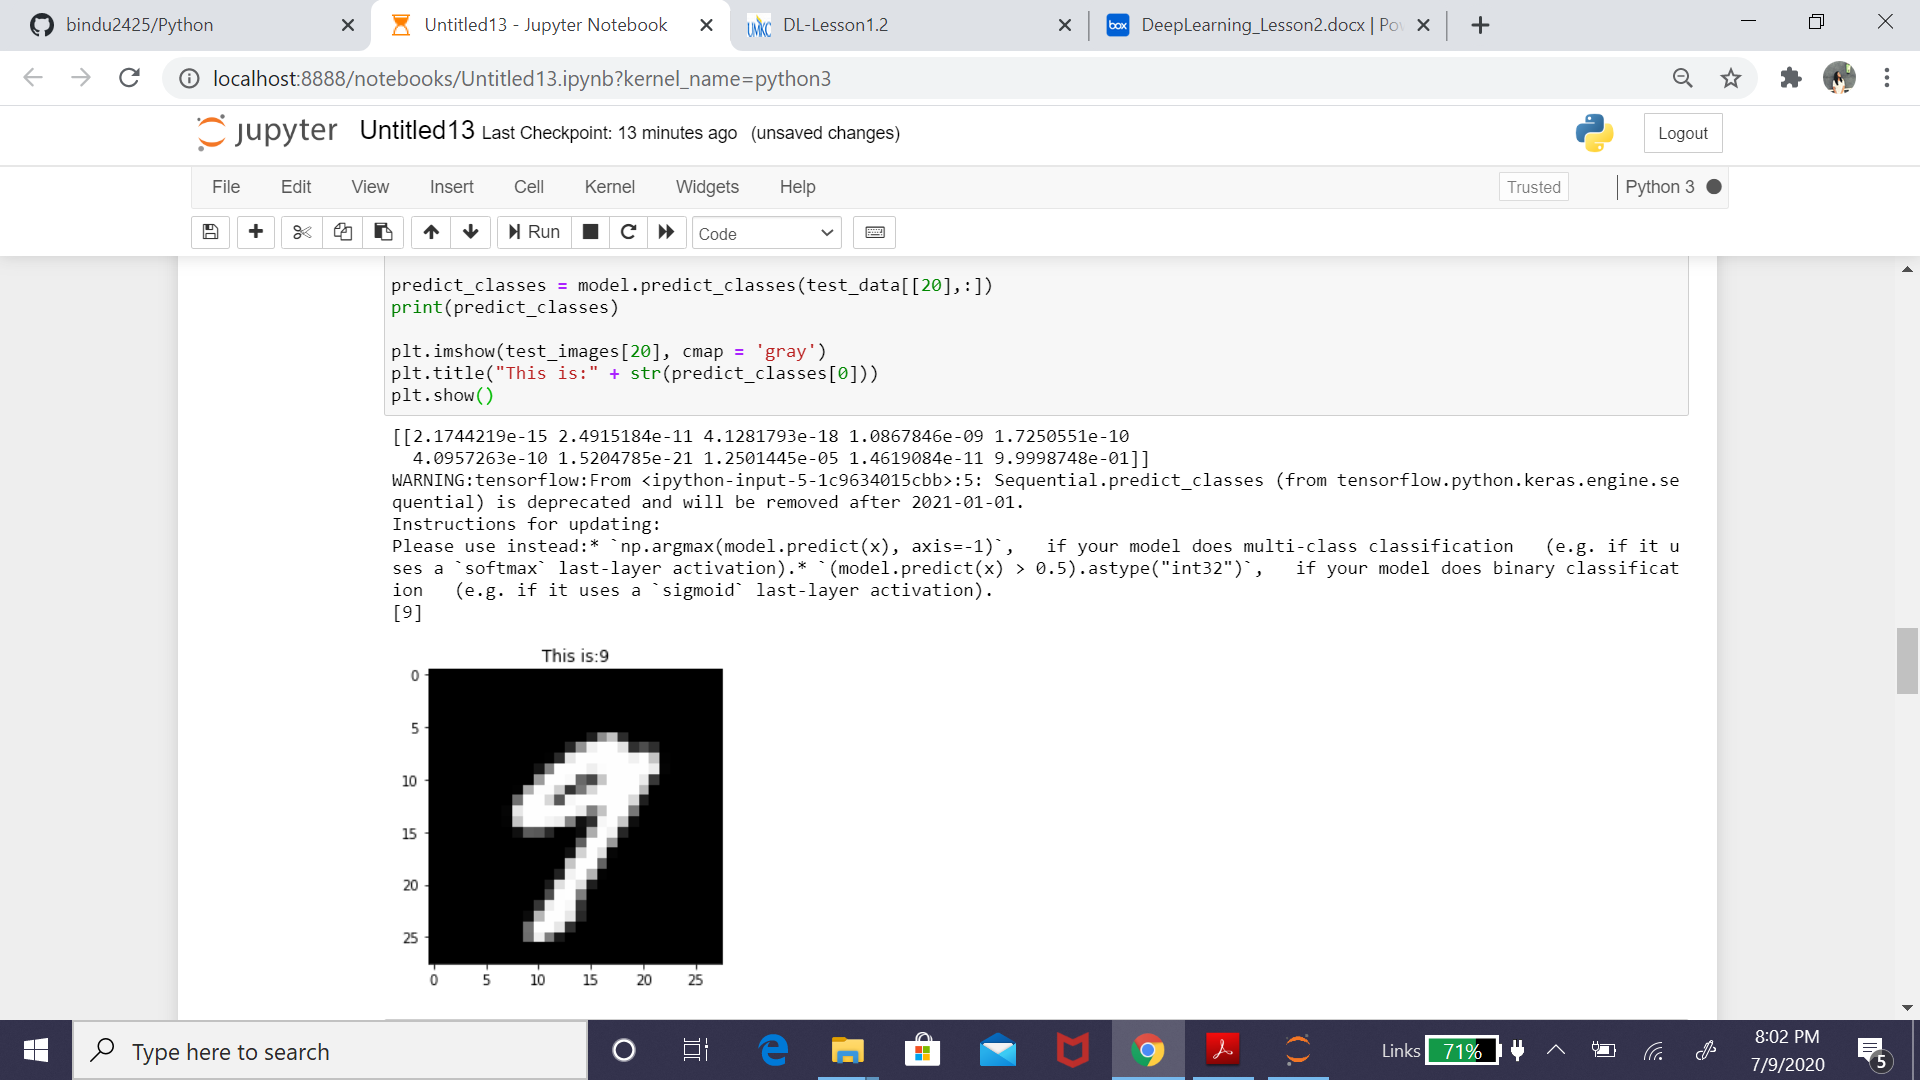 bindu2425/Python
Untitled13 - Jupyter Notebook
DL-Lesson1.2
DeepLearning_Lesson2.docx | Po
localhost:8888/notebooks/Untitled13.ipynb?kernel_name=python3
jupyter Untitled13 Last Checkpoint: 13 minutes ago (unsaved changes)
Logout
File Edit View Insert Cell Kernel Widgets Help
Trusted
Python 3
Run
Code
predict_classes = model.predict_classes(test_data[[20],:])
print(predict_classes)
plt.imshow(test_images[20], cmap = 'gray')
plt.title("This is:" + str(predict_classes[0]))
plt.show()
[[2.1744219e-15 2.4915184e-11 4.1281793e-18 1.0867846e-09 1.7250551e-10
4.0957263e-10 1.5204785e-21 1.2501445e-05 1.4619084e-11 9.9998748e-01]]
WARNING:tensorflow:From <ipython-input-5-1c9634015cbb>:5: Sequential.predict_classes (from tensorflow.python.keras.engine.se
quential) is deprecated and will be removed after 2021-01-01.
Instructions for updating:
Please use instead:* `np.argmax(model.predict(x), axis=-1)`,   if your model does multi-class classification   (e.g. if it u
ses a `softmax` last-layer activation).* `(model.predict(x) > 0.5).astype("int32")`,   if your model does binary classificat
ion   (e.g. if it uses a `sigmoid` last-layer activation).
[9]
This is:9
0
5
10
15
20
25
0 5 10 15 20 25
Type here to search
Links
71%
8:02 PM
7/9/2020
5